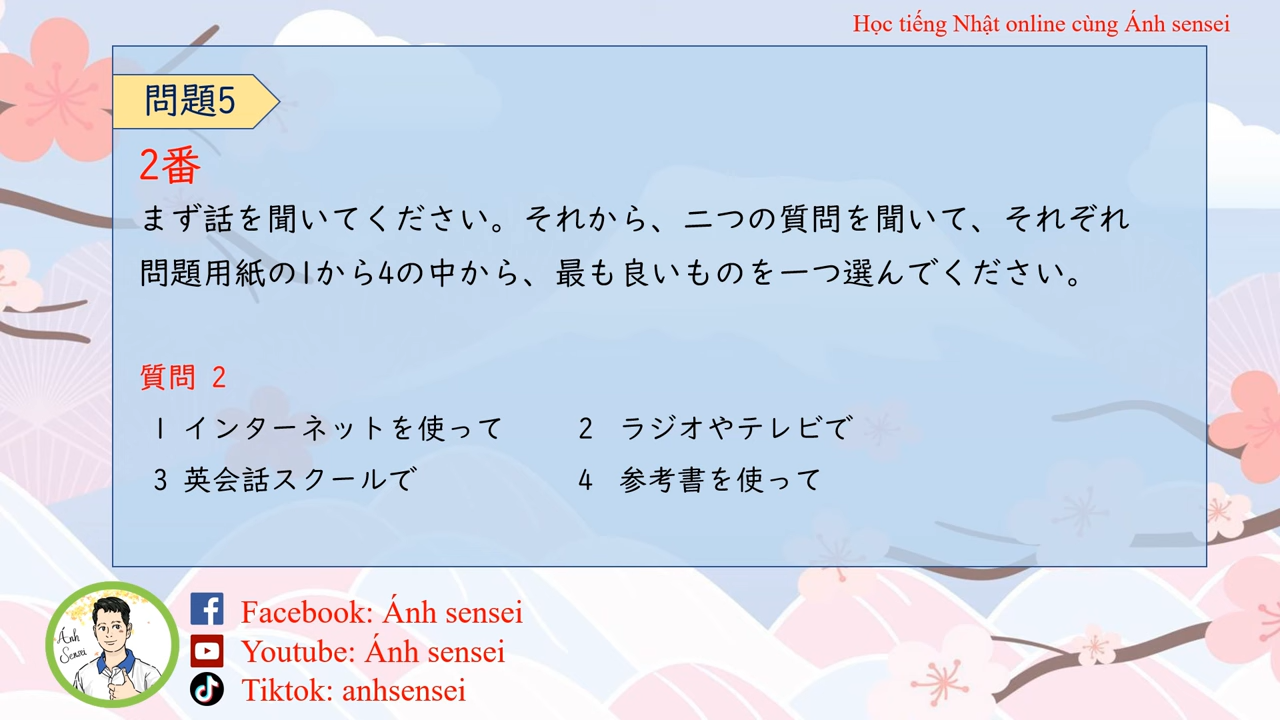 Học tiếng Nhật online cùng Ánh sensei
問題5
2番
まず話を聞いてください。それから、二つの質問を聞いて、それぞれ
問題用紙の1から4の中から、最も良いものを一つ選んでください。
質問 2
1 インターネットを使って 2 ラジオやテレビで
3 英会話スクールで 4 参考書を使って
Ánh Sensei
Facebook: Ánh sensei
Youtube: Ánh sensei
Tiktok: anhsensei